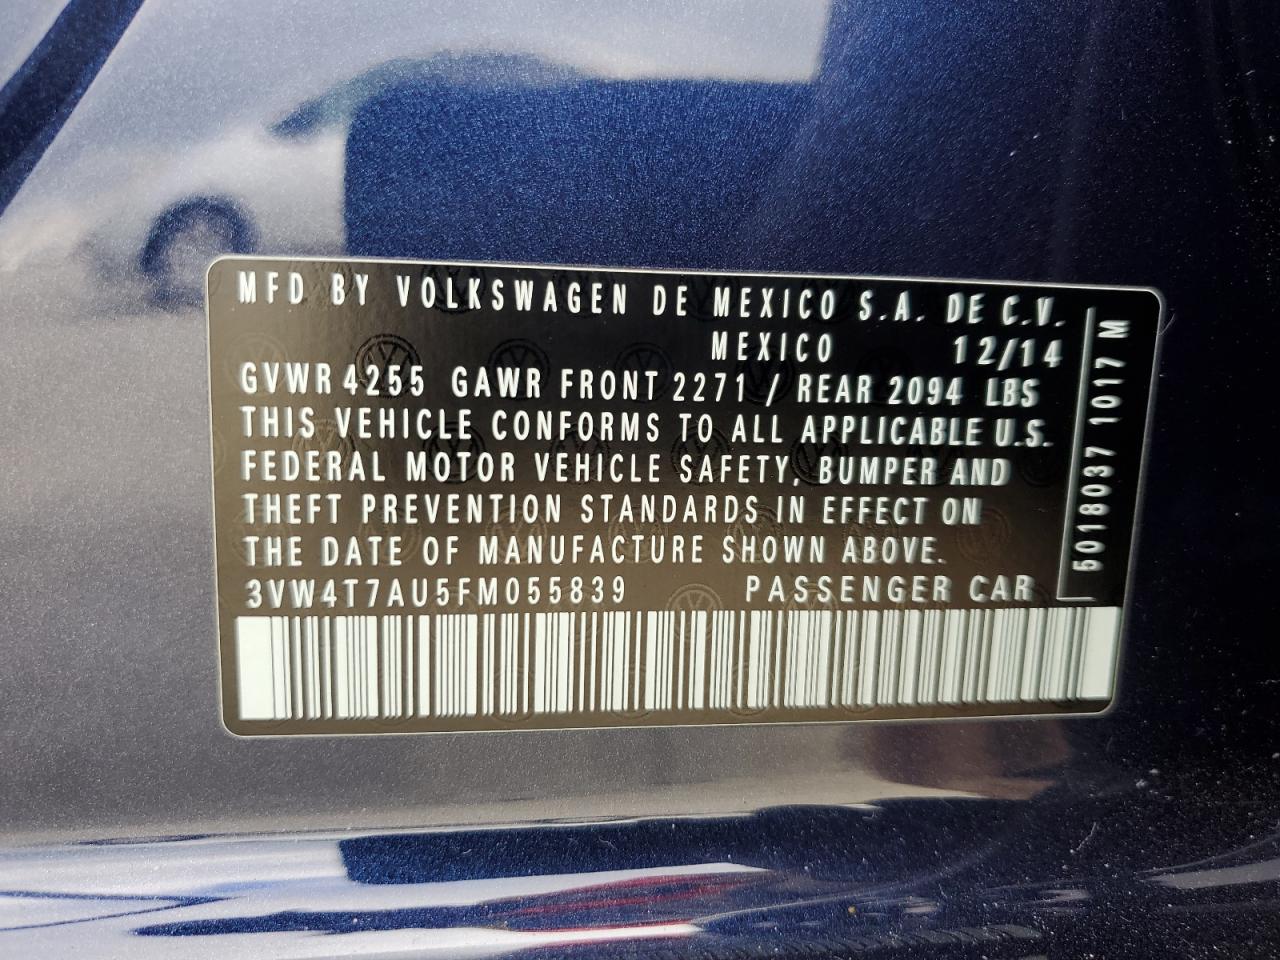 MFD BY VOLKSWAGEN DE MEXICO S.A. DE C.V.
MEXICO 12/14
GVWR 4255 GAWR FRONT 2271 / REAR 2094 LBS
THIS VEHICLE CONFORMS TO ALL APPLICABLE U.S.
FEDERAL MOTOR VEHICLE SAFETY, BUMPER AND
THEFT PREVENTION STANDARDS IN EFFECT ON
THE DATE OF MANUFACTURE SHOWN ABOVE.
3VW4T7AU5FM055839 PASSENGER CAR
5018037 1017 M